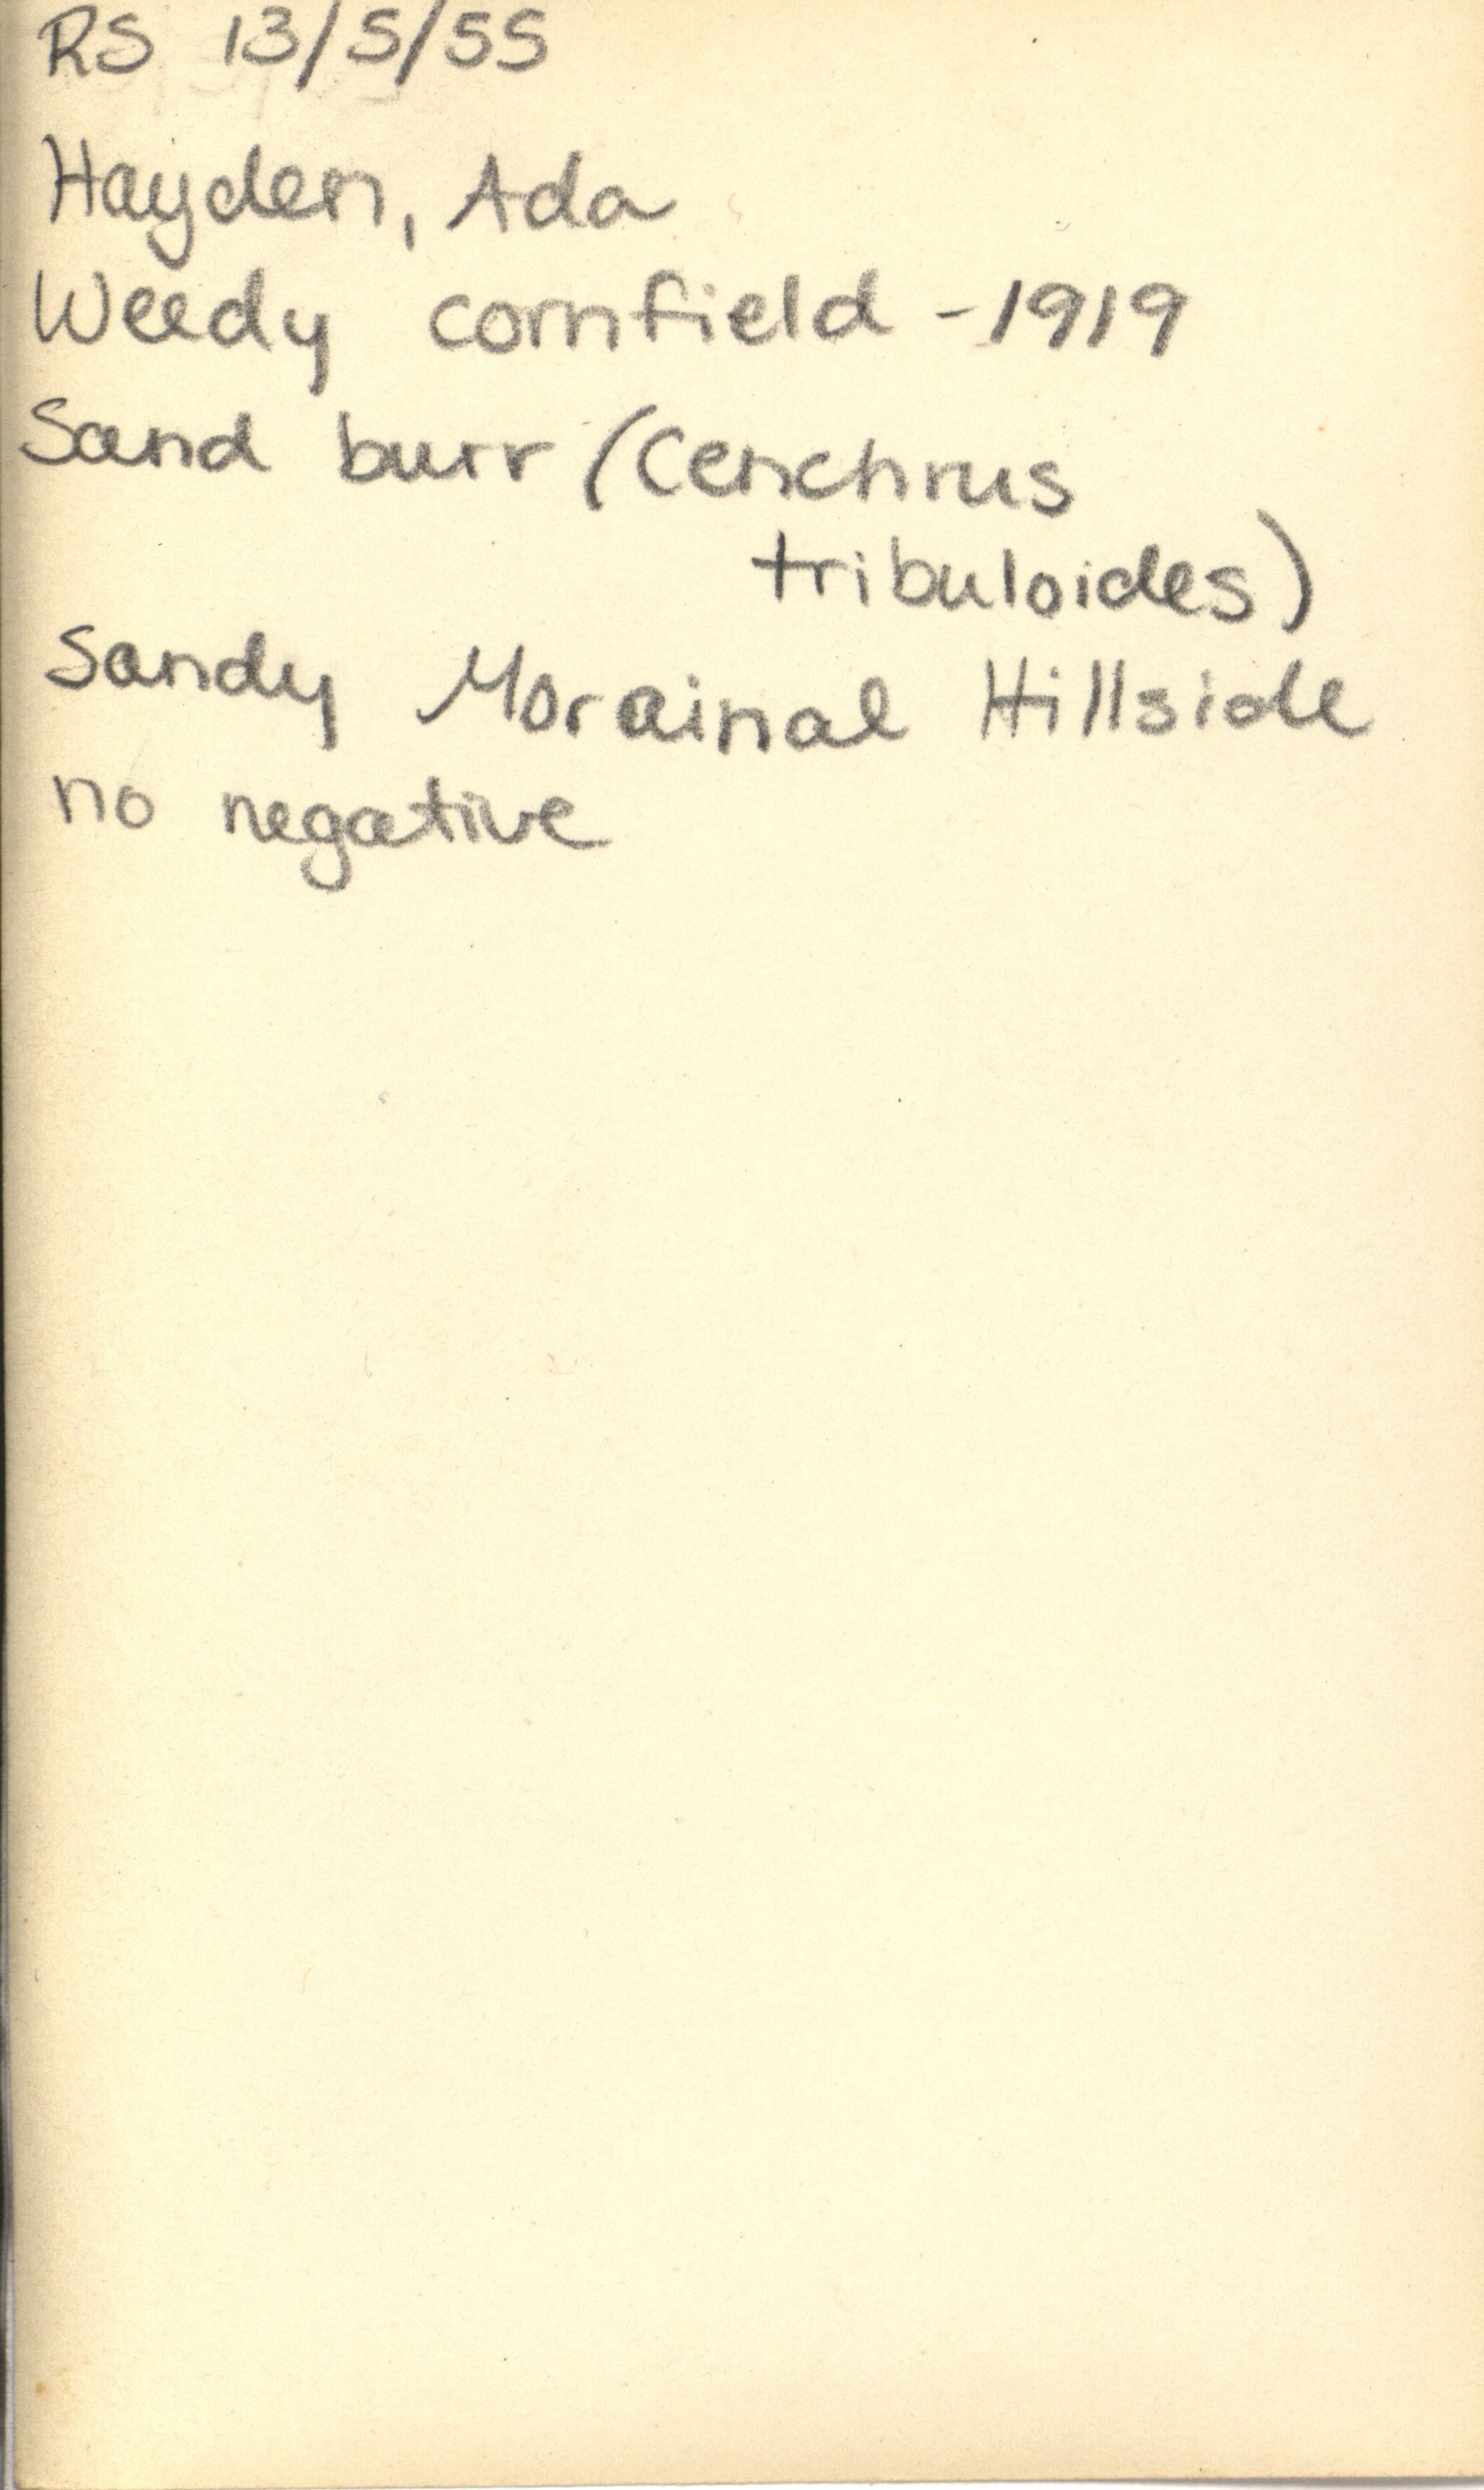 RS 13/5/55
Hayden, Ada
Weedy cornfield - 1919
Sand burr (Cenchrus
tribuloides)
Sandy Morainal Hillside
no negative